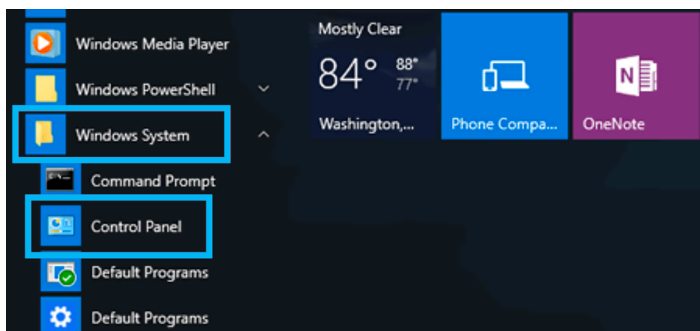 Windows Media Player
Windows PowerShell
Windows System
Command Prompt
Control Panel
Default Programs
Default Programs
Mostly Clear
84° 88°
77°
Washington,...
Phone Compa...
N
OneNote